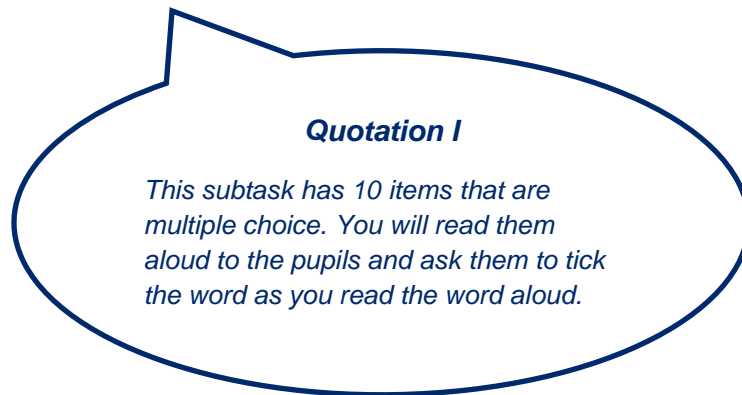 Quotation I
This subtask has 10 items that are
multiple choice. You will read them
aloud to the pupils and ask them to tick
the word as you read the word aloud.